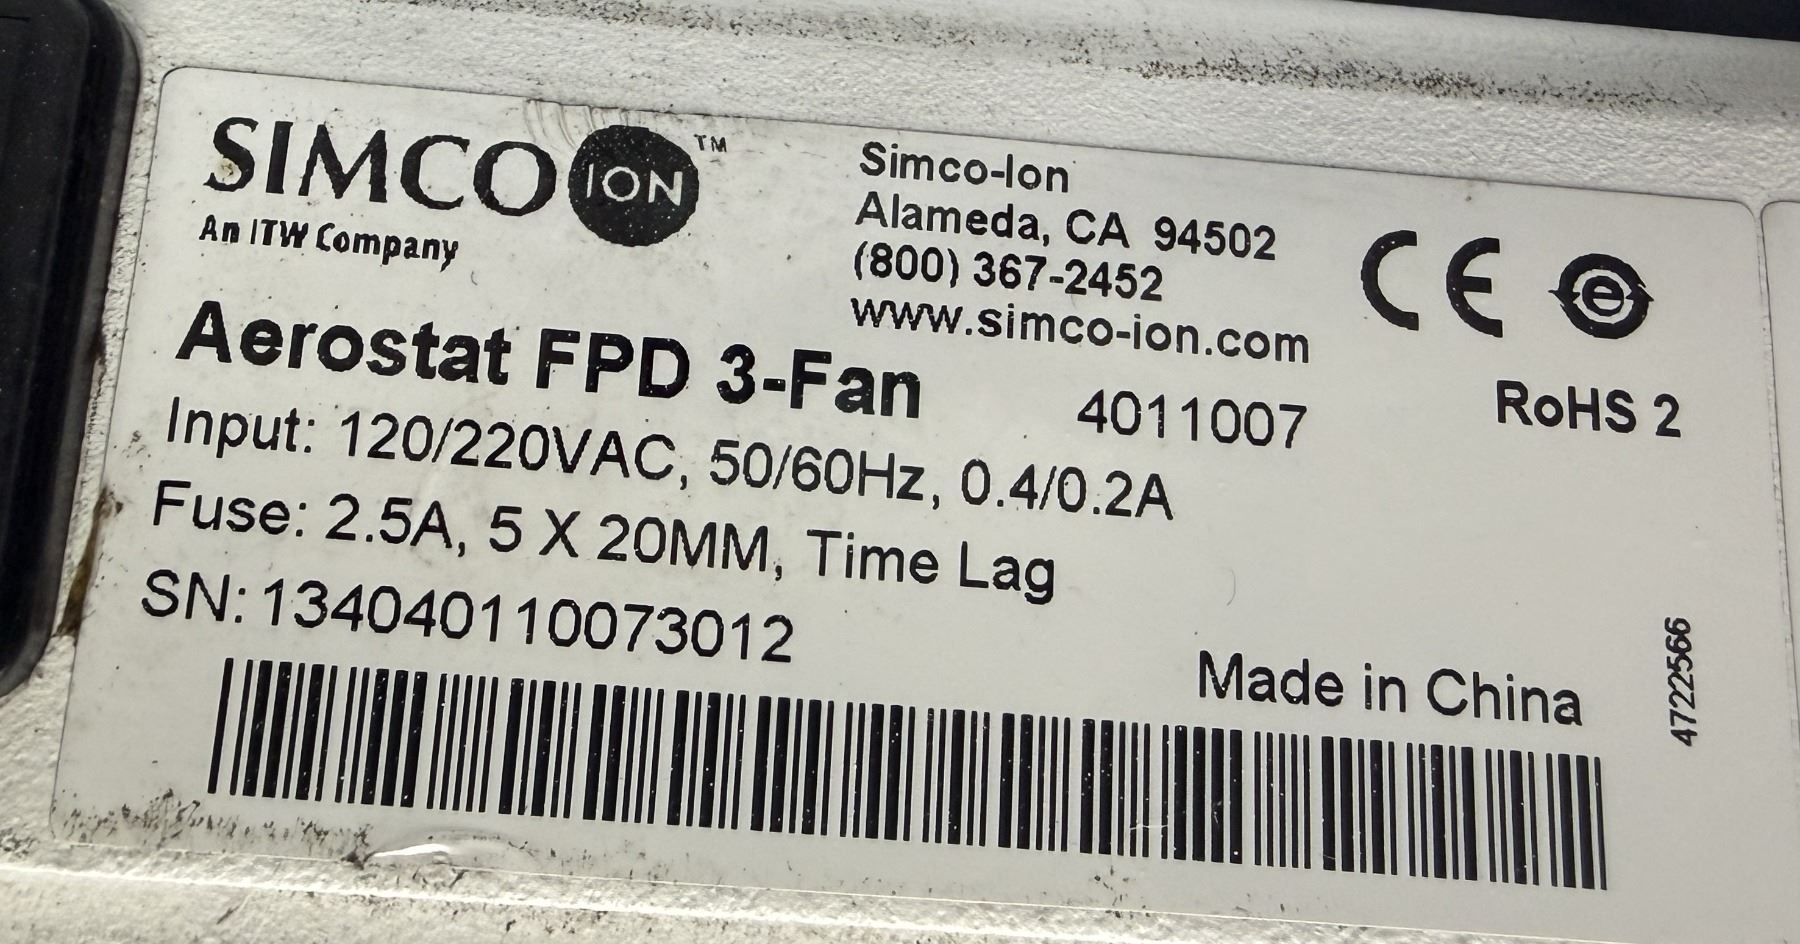 SIMCO ION ™
An ITW Company
Simco-Ion
Alameda, CA 94502
(800) 367-2452
www.simco-ion.com
CE e
RoHS 2
Aerostat FPD 3-Fan 4011007
Input: 120/220VAC, 50/60Hz, 0.4/0.2A
Fuse: 2.5A, 5 X 20MM, Time Lag
SN: 134040110073012
Made in China
47222566